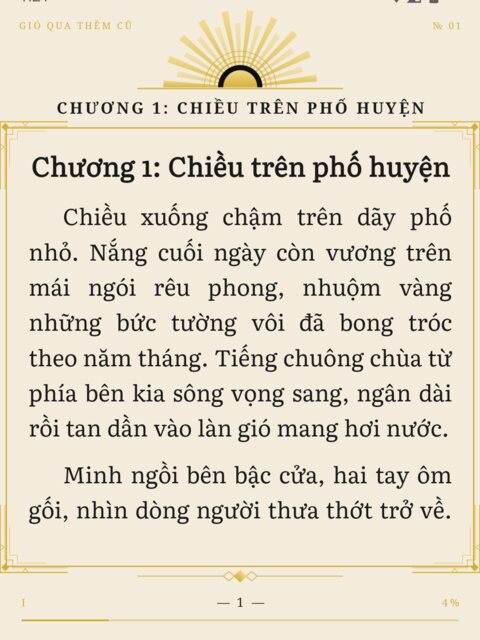 GIÓ QUA THỀM CŨ
№ 01
CHƯƠNG 1: CHIỀU TRÊN PHỐ HUYỆN
Chương 1: Chiều trên phố huyện
Chiều xuống chậm trên dãy phố
nhỏ. Nắng cuối ngày còn vương trên
mái ngói rêu phong, nhuộm vàng
những bức tường vôi đã bong tróc
theo năm tháng. Tiếng chuông chùa từ
phía bên kia sông vọng sang, ngân dài
rồi tan dần vào làn gió mang hơi nước.
Minh ngồi bên bậc cửa, hai tay ôm
gối, nhìn dòng người thưa thớt trở về.
I
— 1 —
4%